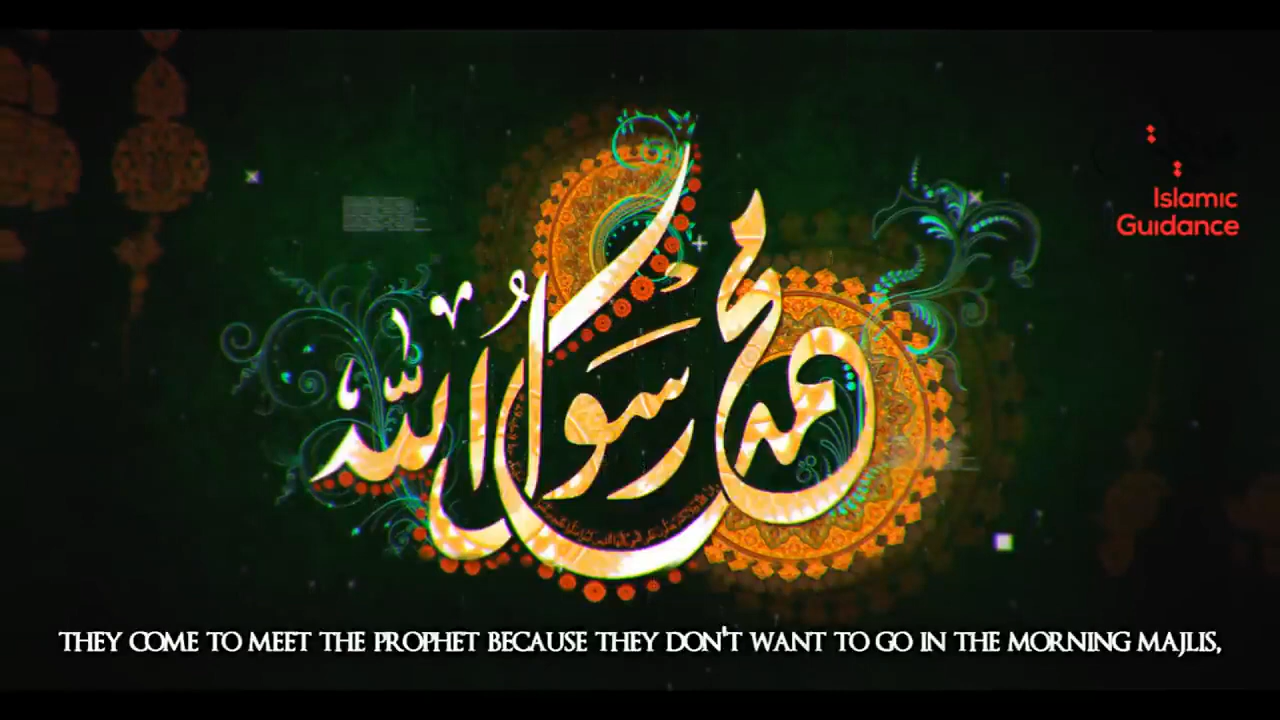 محمد رسول الله
Islamic
Guidance
THEY COME TO MEET THE PROPHET BECAUSE THEY DON'T WANT TO GO IN THE MORNING MAJLIS,